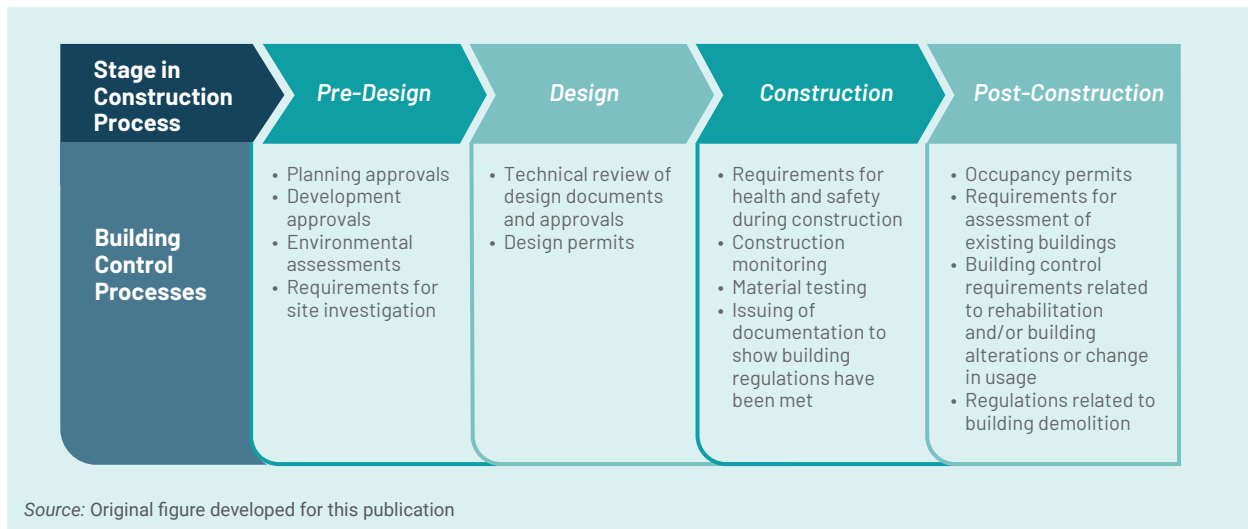 Stage in
Construction
Process
Pre-Design
Design
Construction
Post-Construction
Building
Control
Processes
• Planning approvals
• Development
approvals
• Environmental
assessments
• Requirements for
site investigation
• Technical review of
design documents
and approvals
• Design permits
• Requirements for
health and safety
during construction
• Construction
monitoring
• Material testing
• Issuing of
documentation to
show building
regulations have
been met
• Occupancy permits
• Requirements for
assessment of
existing buildings
• Building control
requirements related
to rehabilitation
and/or building
alterations or change
in usage
• Regulations related to
building demolition
Source: Original figure developed for this publication